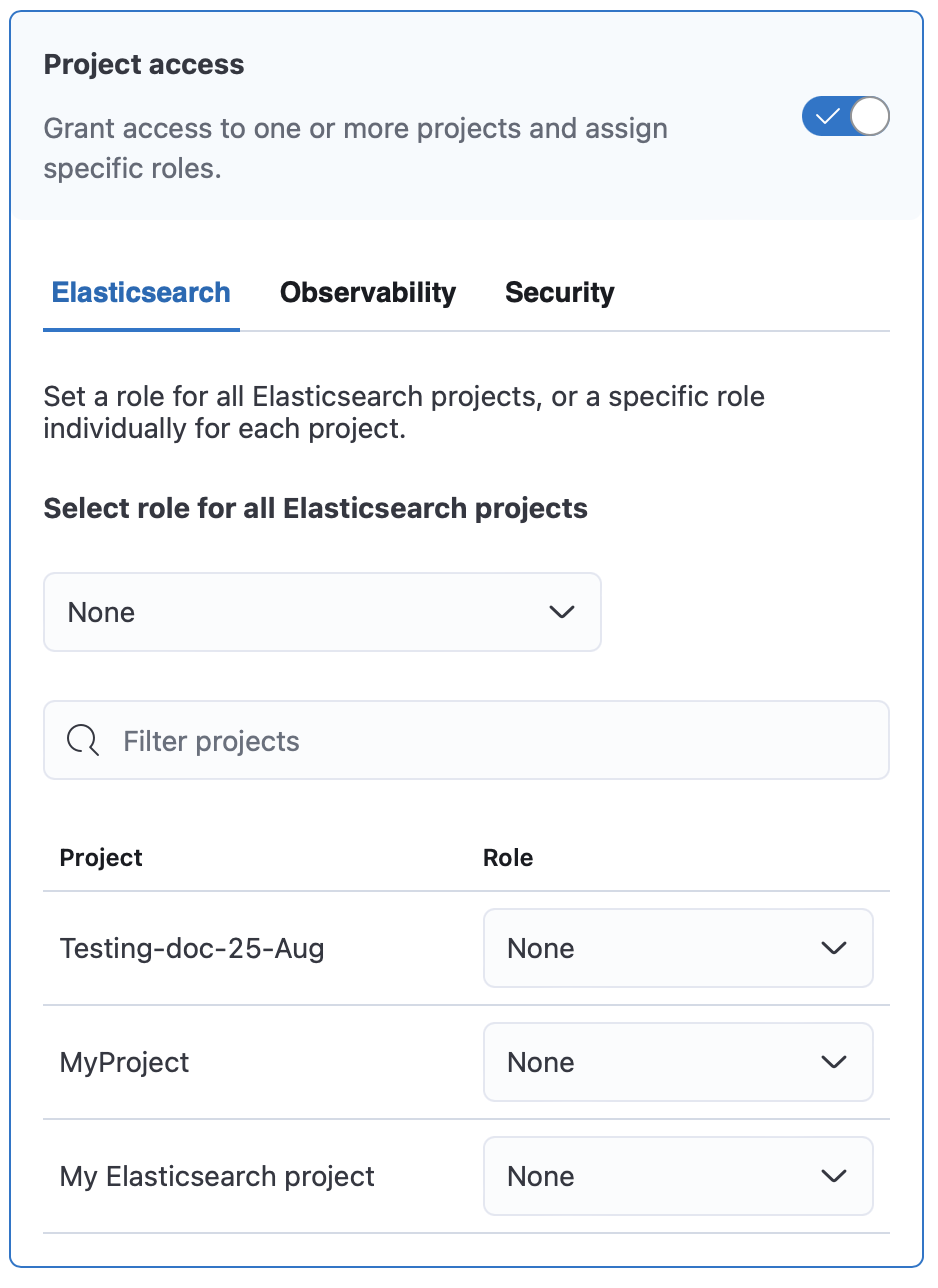 Project access
Grant access to one or more projects and assign
specific roles.
Elasticsearch Observability Security
Set a role for all Elasticsearch projects, or a specific role
individually for each project.
Select role for all Elasticsearch projects
None
Filter projects
Project Role
Testing-doc-25-Aug None
MyProject None
My Elasticsearch project None